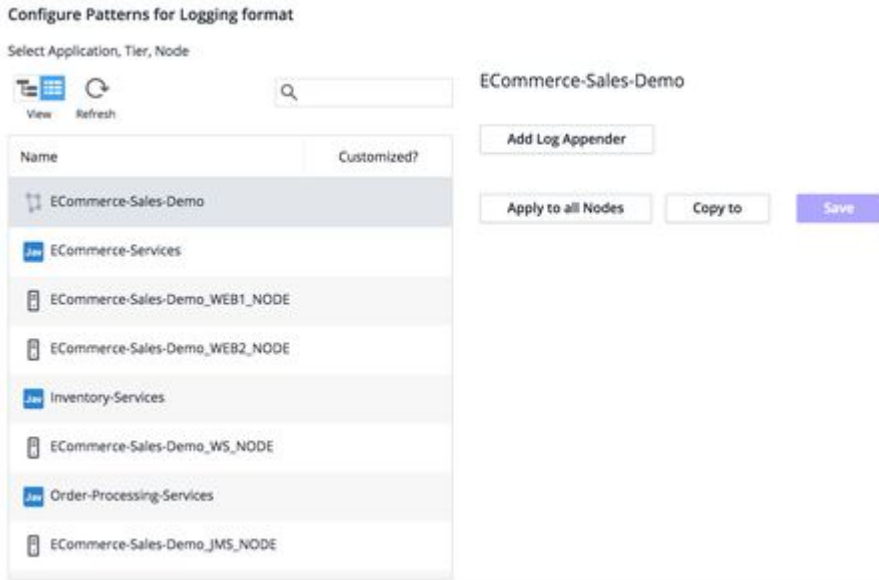 Configure Patterns for Logging format
Select Application, Tier, Node
View Refresh
Name Customized?
ECommerce-Sales-Demo
Jav ECommerce-Services
ECommerce-Sales-Demo_WEB1_NODE
ECommerce-Sales-Demo_WEB2_NODE
Jav Inventory-Services
ECommerce-Sales-Demo_WS_NODE
Jav Order-Processing-Services
ECommerce-Sales-Demo_JMS_NODE
ECommerce-Sales-Demo
Add Log Appender
Apply to all Nodes Copy to Save